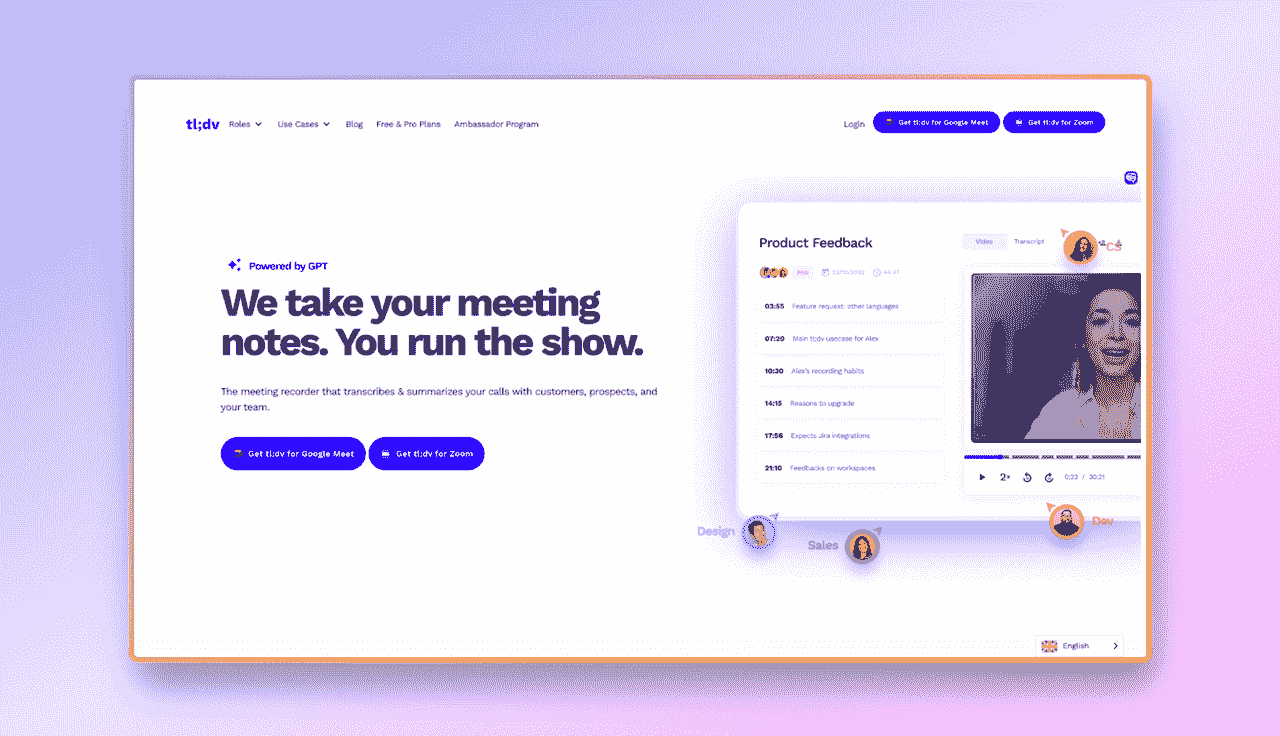 tl;dv Roles Use Cases Blog Free & Pro Plans Ambassador Program Login Get tl;dv for Google Meet Get tl;dv for Zoom
Powered by GPT
We take your meeting
notes. You run the show.
The meeting recorder that transcribes & summarizes your calls with customers, prospects, and
your team.
Get tl;dv for Google Meet Get tl;dv for Zoom
Product Feedback
Video Transcript
CS
03:55 Feature request: other languages
07:20 Main tl;dv usecase for Alex
10:30 Alex's recording habits
14:15 Reasons to upgrade
17:56 Expects Jira integrations
21:10 Feedbacks on workspaces
2× 0:23 / 30:21
Design
Sales
Dev
English